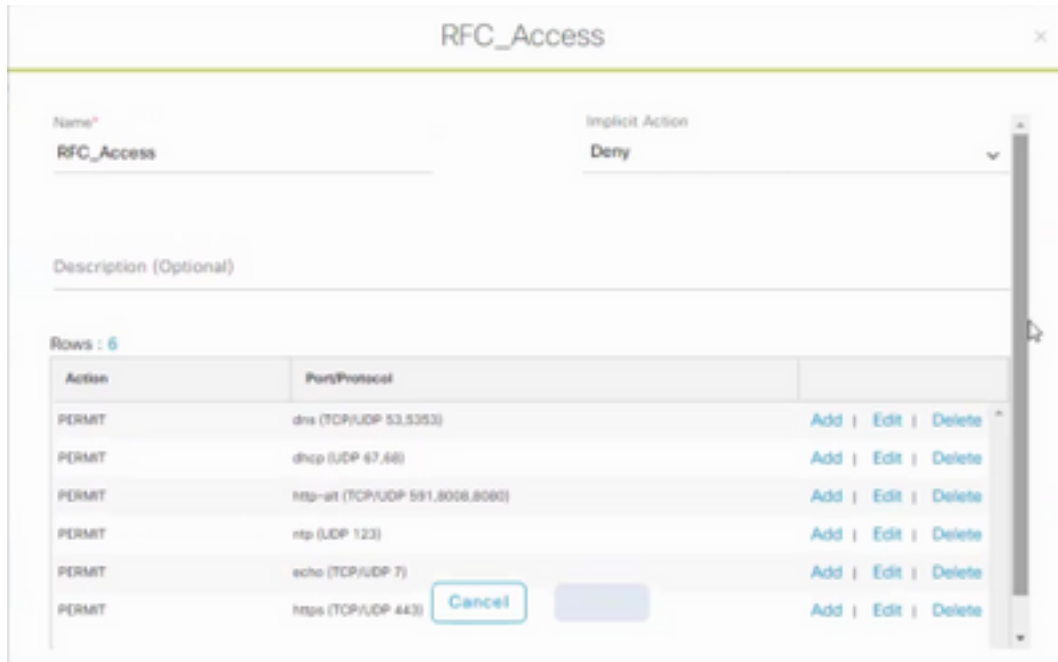 RFC_Access ×
Name* Implicit Action
RFC_Access Deny
Description (Optional)
Rows : 6
Action Port/Protocol
PERMIT dns (TCP/UDP 53,5353) Add | Edit | Delete
PERMIT dhcp (UDP 67,68) Add | Edit | Delete
PERMIT http-alt (TCP/UDP 591,8008,8080) Add | Edit | Delete
PERMIT ntp (UDP 123) Add | Edit | Delete
PERMIT echo (TCP/UDP 7) Add | Edit | Delete
PERMIT https (TCP/UDP 443) Add | Edit | Delete
Cancel